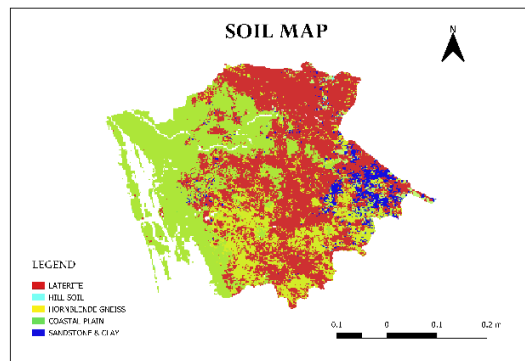 SOIL MAP
N
LEGEND
LATERITE
HILL SOIL
HORNBLENDE GNEISS
COASTAL PLAIN
SANDSTONE & CLAY
0.1 0 0.1 0.2 m